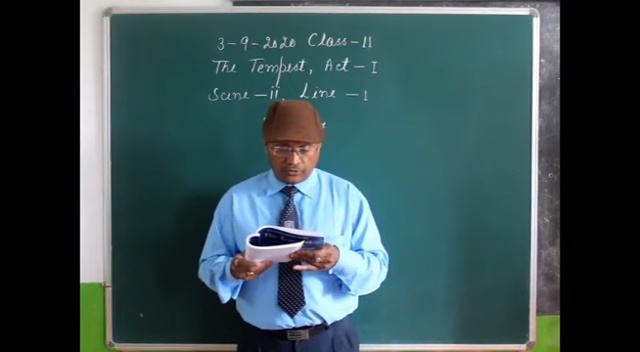 3-9-2020 Class-11
The Tempest, Act-I
Scene-ii, Line-1